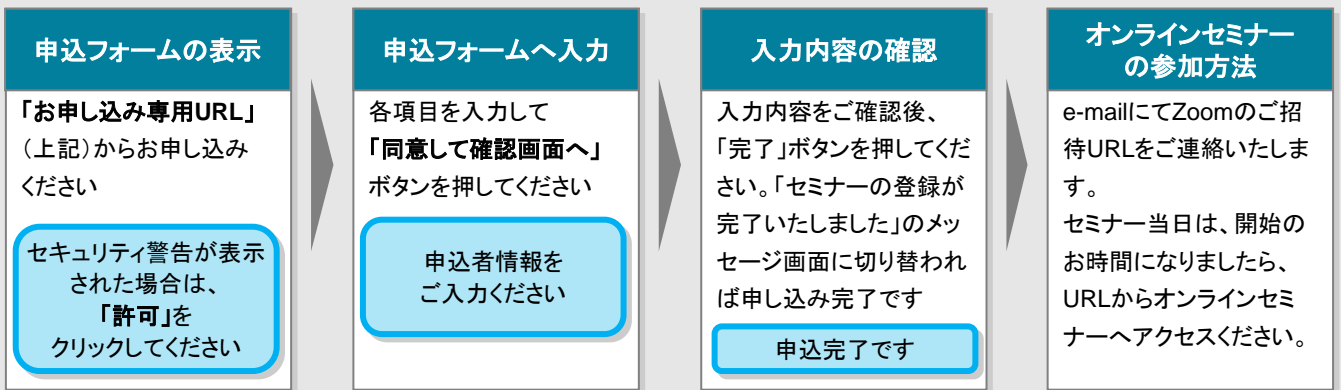 申込フォームの表示
「お申し込み専用URL」
（上記）からお申し込み
ください
セキュリティ警告が表示
された場合は、
「許可」を
クリックしてください
申込フォームへ入力
各項目を入力して
「同意して確認画面へ」
ボタンを押してください
申込者情報を
ご入力ください
入力内容の確認
入力内容をご確認後、
「完了」ボタンを押してくだ
さい。「セミナーの登録が
完了いたしました」のメッ
セージ画面に切り替われ
ば申し込み完了です
申込完了です
オンラインセミナー
の参加方法
e-mailにてZoomのご招
待URLをご連絡いたしま
す。
セミナー当日は、開始の
お時間になりましたら、
URLからオンラインセミ
ナーへアクセスください。